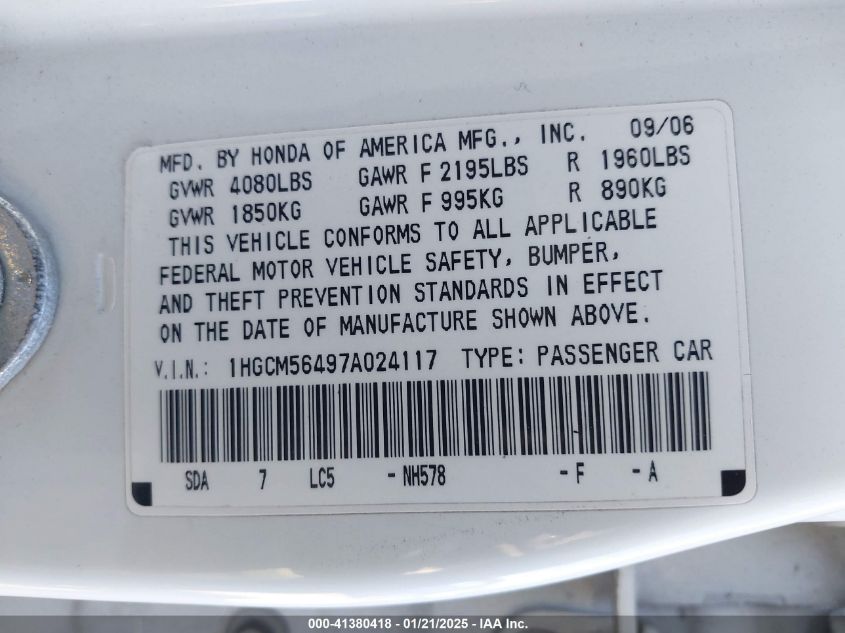 MFD. BY HONDA OF AMERICA MFG., INC. 09/06
GVWR 4080LBS GAWR F 2195LBS R 1960LBS
GVWR 1850KG GAWR F 995KG R 890KG
THIS VEHICLE CONFORMS TO ALL APPLICABLE
FEDERAL MOTOR VEHICLE SAFETY, BUMPER,
AND THEFT PREVENTION STANDARDS IN EFFECT
ON THE DATE OF MANUFACTURE SHOWN ABOVE.
V.I.N.: 1HGCM56497A024117 TYPE: PASSENGER CAR
SDA 7 LC5 -NH578 -F -A
000-41380418 - 01/21/2025 - IAA Inc.